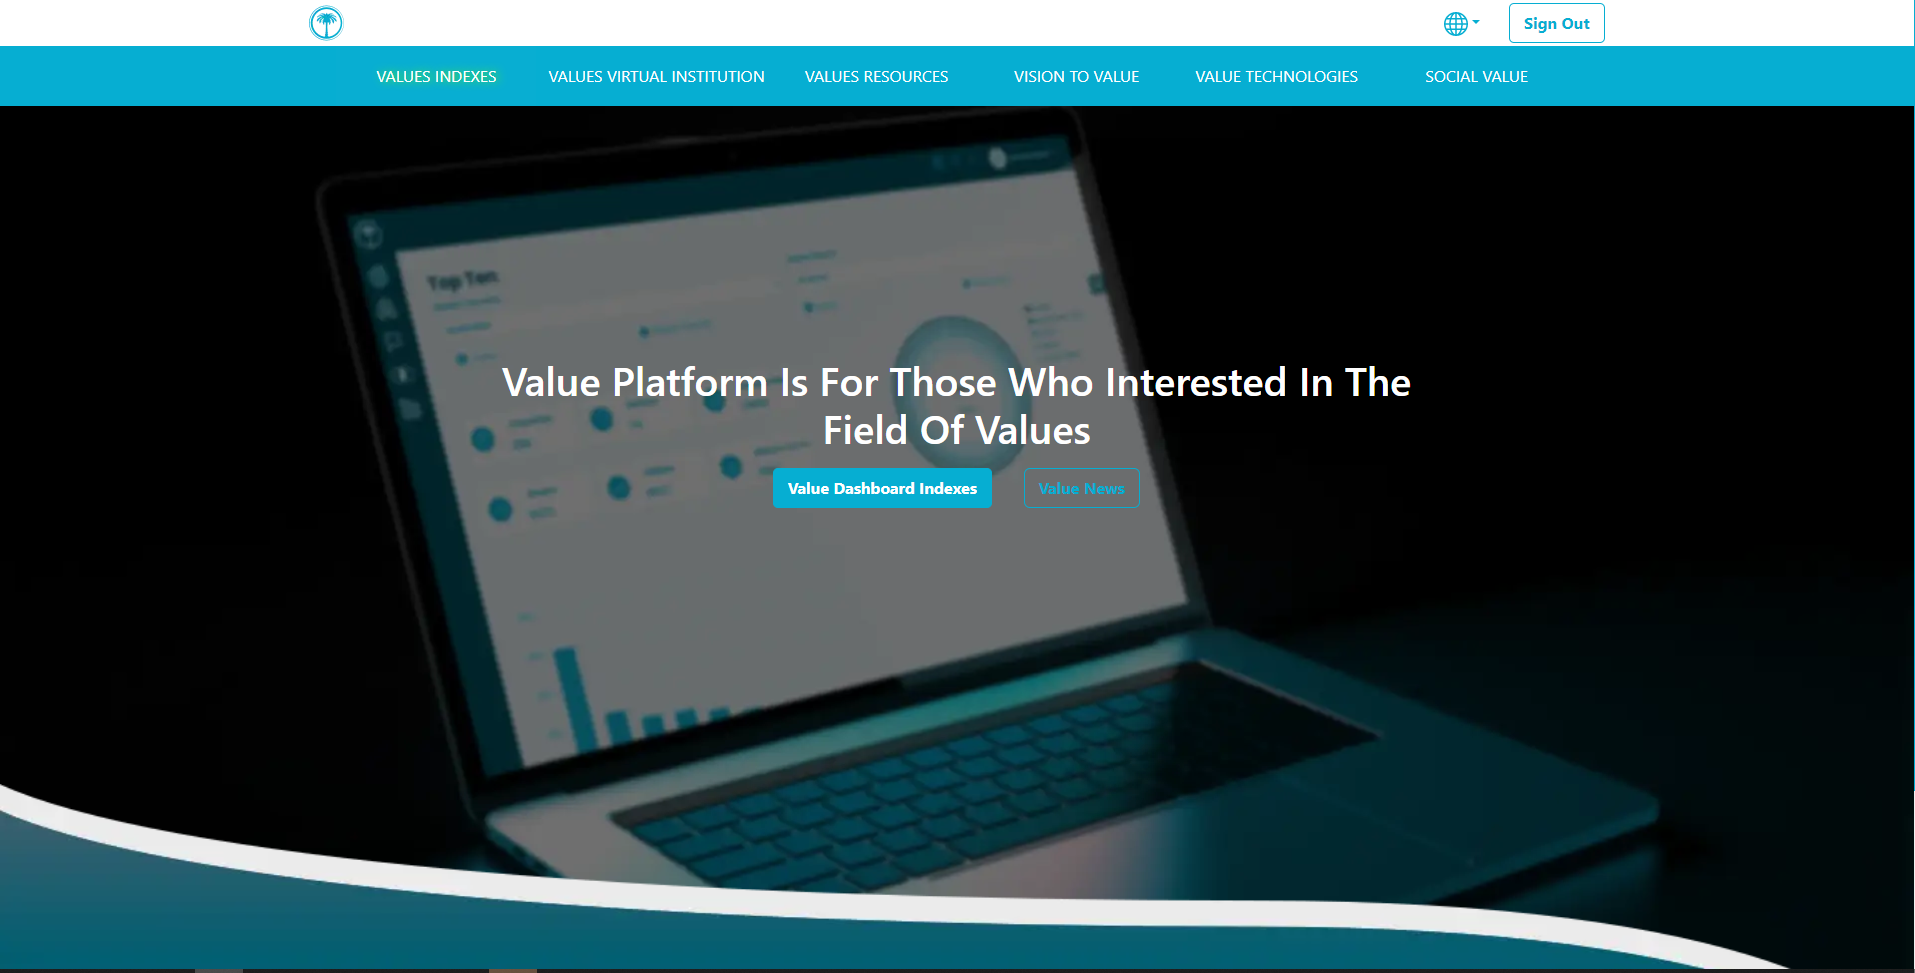 Sign Out
VALUES INDEXES
VALUES VIRTUAL INSTITUTION
VALUES RESOURCES
VISION TO VALUE
VALUE TECHNOLOGIES
SOCIAL VALUE
Top Ten
Value Platform Is For Those Who Interested In The
Field Of Values
Value Dashboard Indexes
Value News